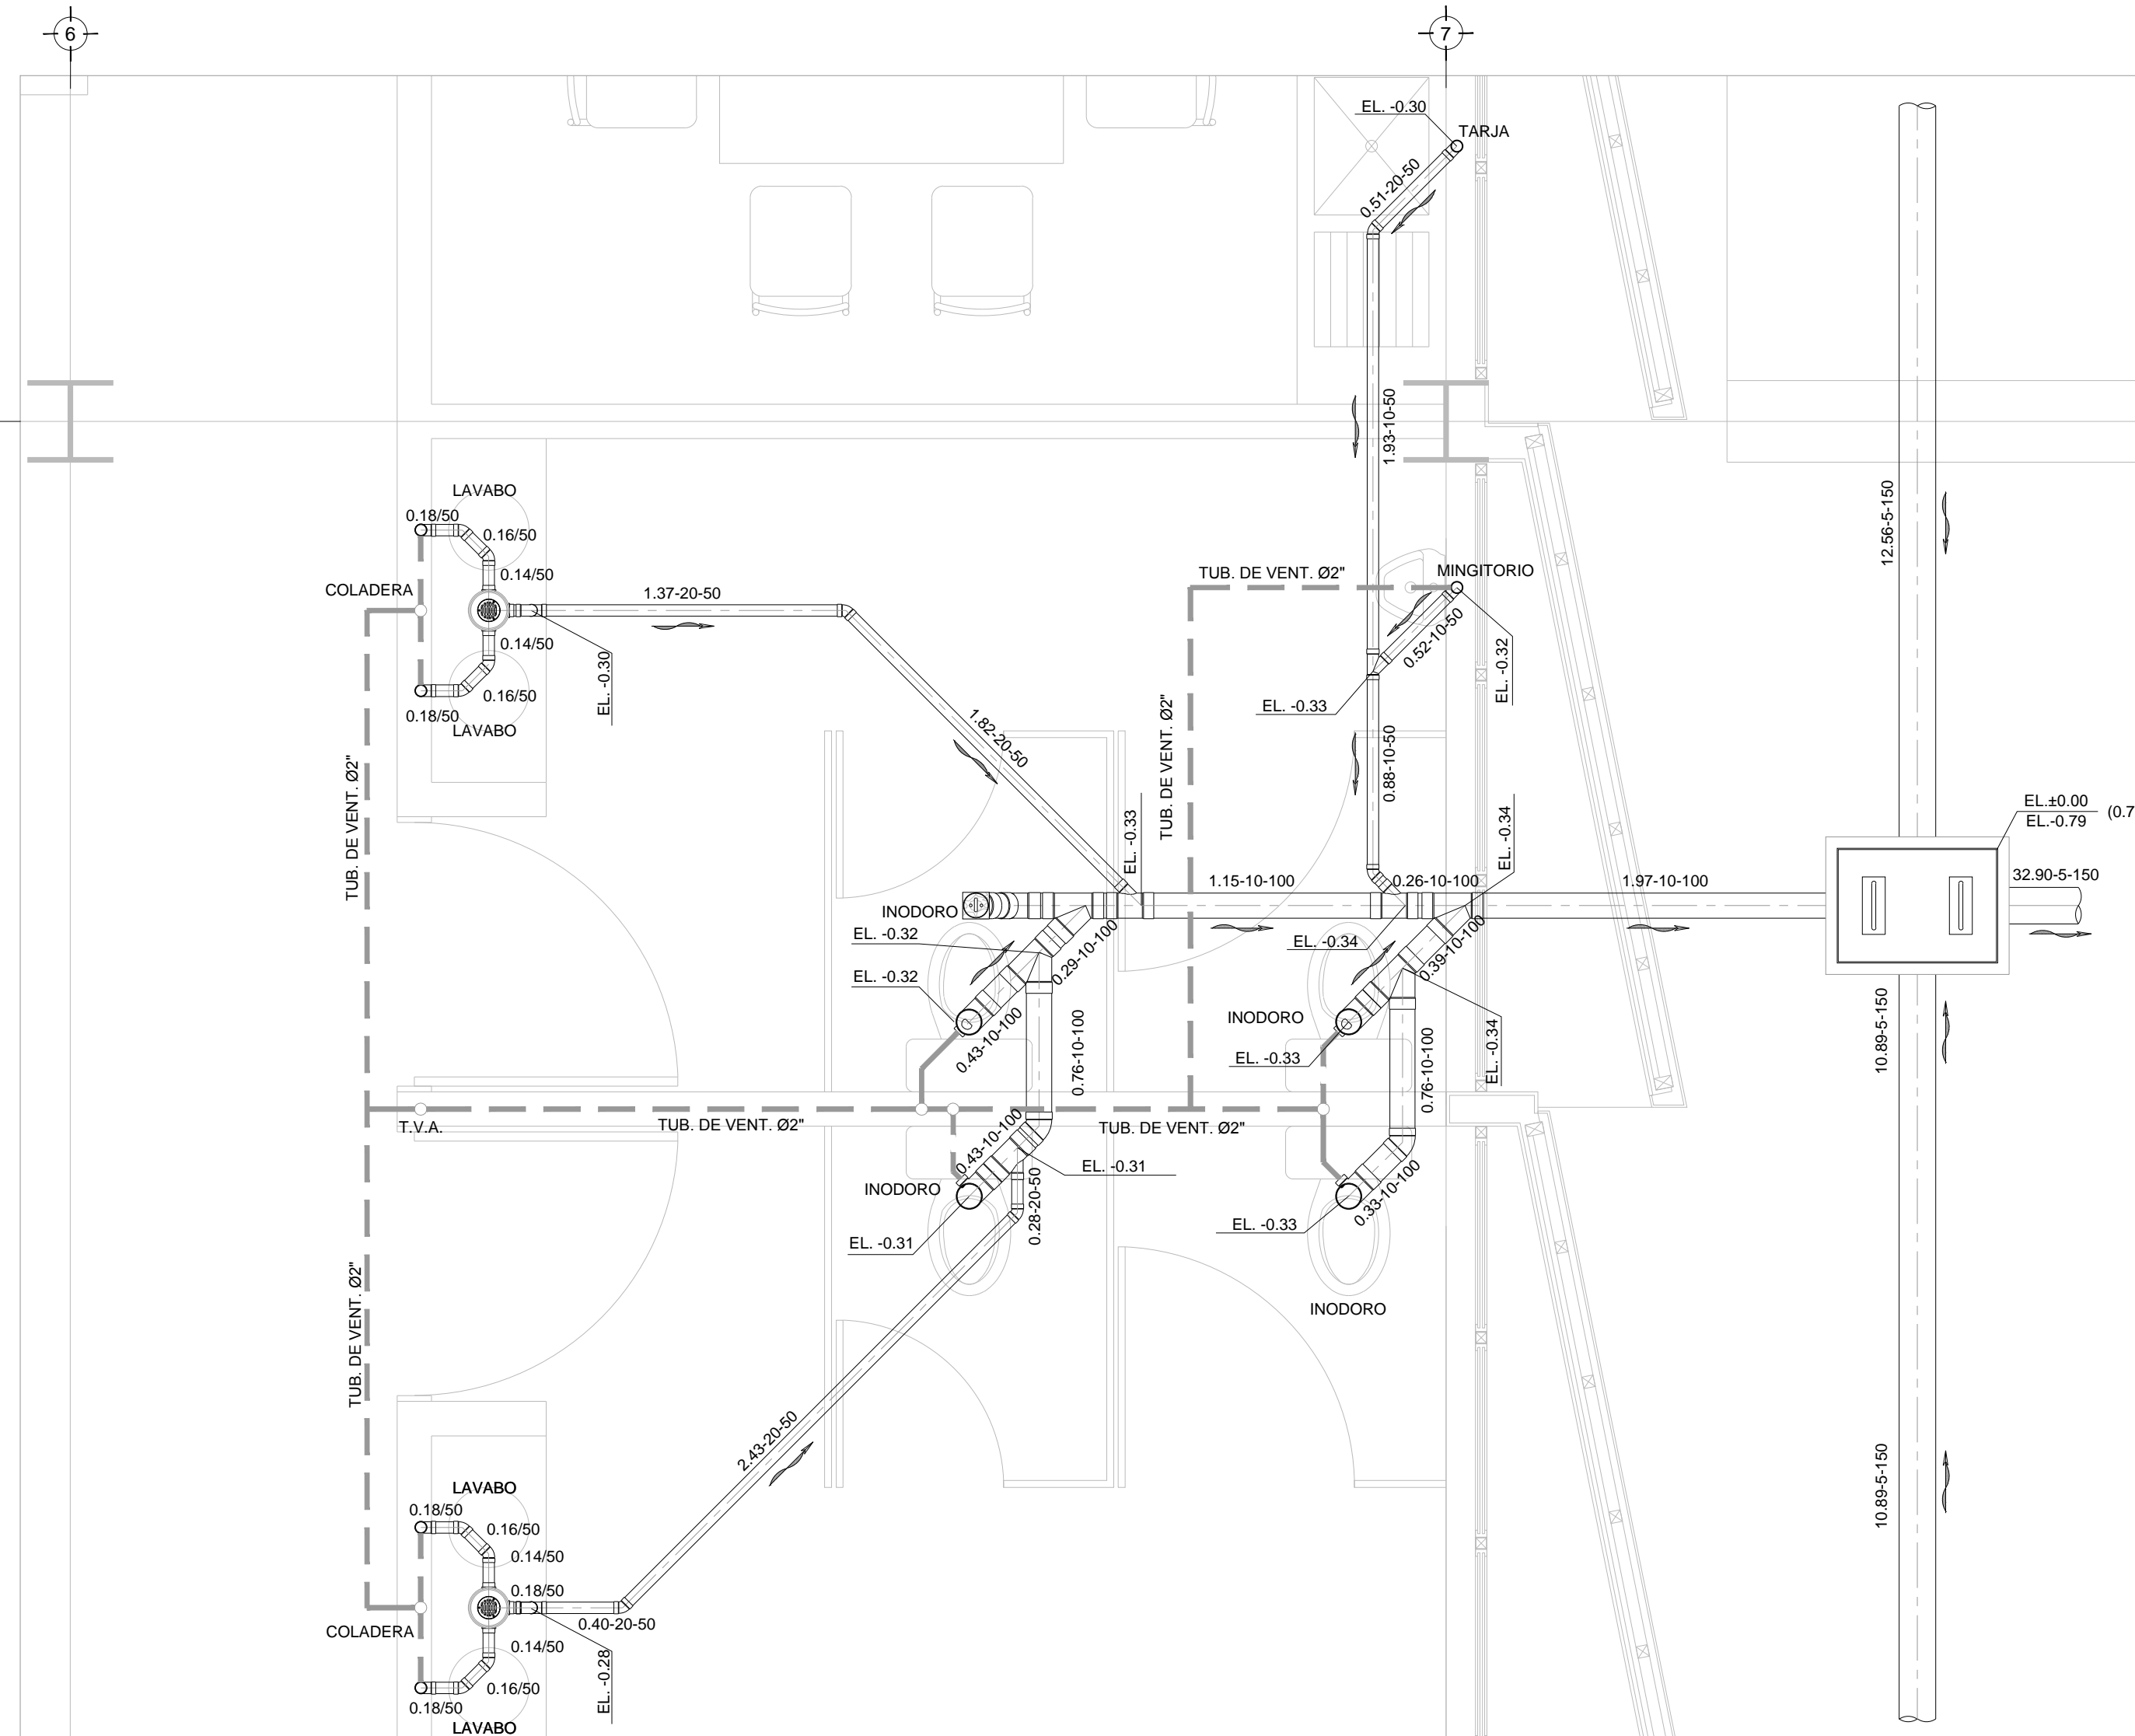 6
7
EL. -0.30
TARJA
0.51-20-50
1.93-10-50
LAVABO
0.18/50
0.16/50
0.14/50
COLADERA
1.37-20-50
0.14/50
0.16/50
0.18/50
LAVABO
EL. -0.30
TUB. DE VENT. Ø2"
MINGITORIO
0.52-10-50
EL. -0.32
EL. -0.33
12.56-5-150
1.82-20-50
TUB. DE VENT. Ø2"
TUB. DE VENT. Ø2"
0.88-10-50
EL. -0.33
EL. -0.34
EL.±0.00
EL.-0.79
(0.7
1.15-10-100
0.26-10-100
1.97-10-100
32.90-5-150
INODORO
EL. -0.32
EL. -0.32
0.29-10-100
EL. -0.34
0.39-10-100
0.43-10-100
0.76-10-100
INODORO
EL. -0.33
EL. -0.34
0.76-10-100
10.89-5-150
T.V.A.
TUB. DE VENT. Ø2"
TUB. DE VENT. Ø2"
0.43-10-100
EL. -0.31
INODORO
0.28-20-50
EL. -0.31
EL. -0.33
0.33-10-100
INODORO
TUB. DE VENT. Ø2"
2.43-20-50
10.89-5-150
LAVABO
0.18/50
0.16/50
0.14/50
0.18/50
0.40-20-50
COLADERA
0.14/50
EL. -0.28
0.16/50
0.18/50
LAVABO